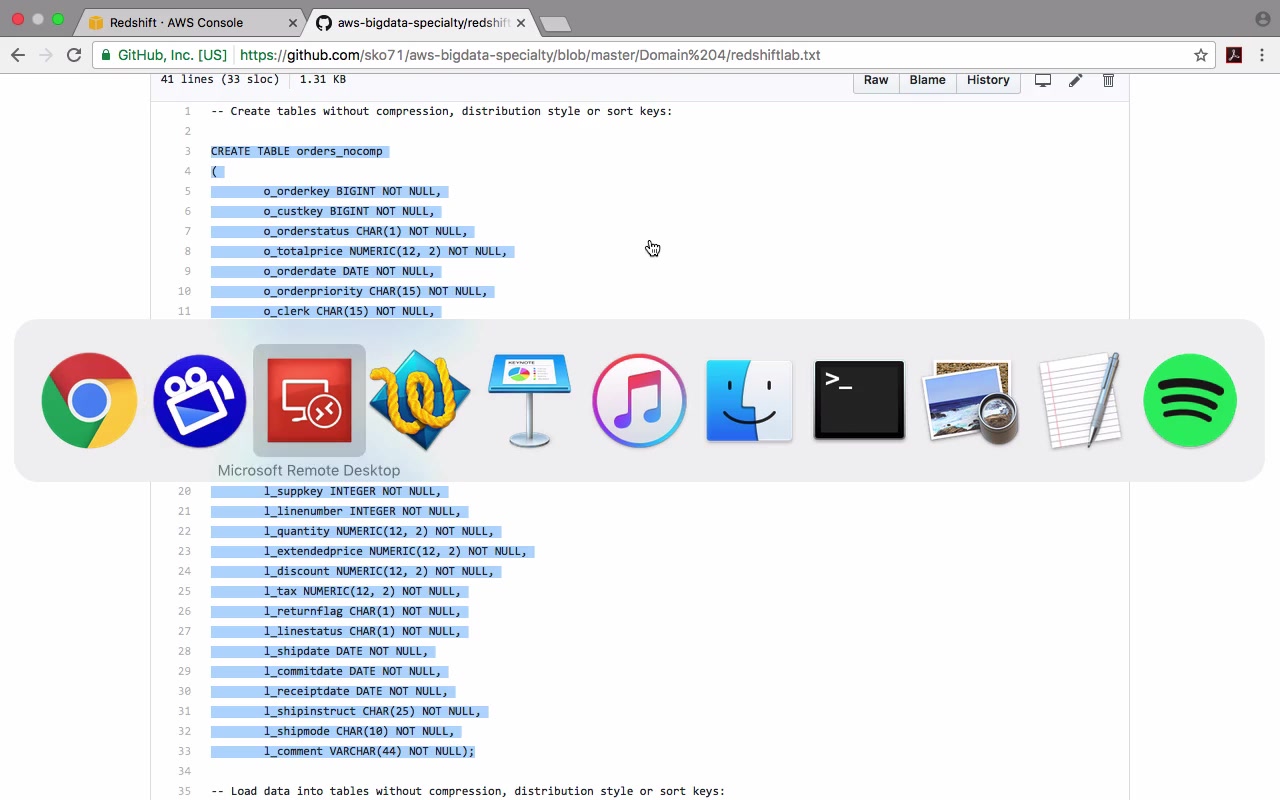 Redshift · AWS Console
aws-bigdata-specialty/redshift
GitHub, Inc. [US]
https://github.com/sko71/aws-bigdata-specialty/blob/master/Domain%204/redshiftlab.txt
41 lines (33 sloc) 1.31 KB
Raw Blame History
1 -- Create tables without compression, distribution style or sort keys:
2
3 CREATE TABLE orders_nocomp
4 (
5 o_orderkey BIGINT NOT NULL,
6 o_custkey BIGINT NOT NULL,
7 o_orderstatus CHAR(1) NOT NULL,
8 o_totalprice NUMERIC(12, 2) NOT NULL,
9 o_orderdate DATE NOT NULL,
10 o_orderpriority CHAR(15) NOT NULL,
11 o_clerk CHAR(15) NOT NULL,
KEYNOTE
>_
Microsoft Remote Desktop
20 l_suppkey INTEGER NOT NULL,
21 l_linenumber INTEGER NOT NULL,
22 l_quantity NUMERIC(12, 2) NOT NULL,
23 l_extendedprice NUMERIC(12, 2) NOT NULL,
24 l_discount NUMERIC(12, 2) NOT NULL,
25 l_tax NUMERIC(12, 2) NOT NULL,
26 l_returnflag CHAR(1) NOT NULL,
27 l_linestatus CHAR(1) NOT NULL,
28 l_shipdate DATE NOT NULL,
29 l_commitdate DATE NOT NULL,
30 l_receiptdate DATE NOT NULL,
31 l_shipinstruct CHAR(25) NOT NULL,
32 l_shipmode CHAR(10) NOT NULL,
33 l_comment VARCHAR(44) NOT NULL);
34
35 -- Load data into tables without compression, distribution style or sort keys: